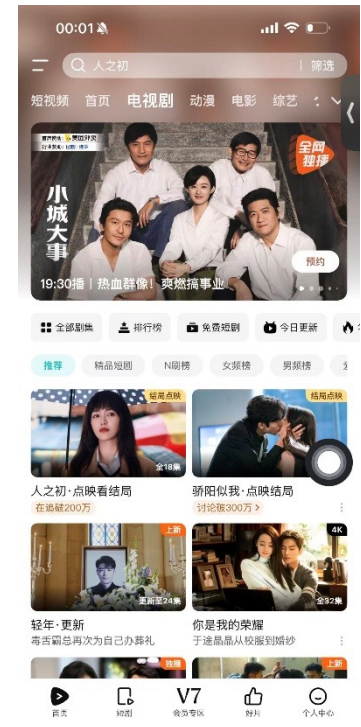 00:01
人之初
筛选
短视频 首页 电视剧 动漫 电影 综艺
全网独播
小城大事
预约
19:30播 | 热血群像！爽燃搞事业
全部剧集 排行榜 免费短剧 今日更新
推荐 精品短剧 N刷榜 女频榜 男频榜
结局点映 结局点映
全18集
人之初·点映看结局 骄阳似我·点映结局
在追破200万 讨论破300万 >
上新 4K
更新至24集 全32集
轻年·更新 你是我的荣耀
毒舌霸总再次为自己办葬礼 于途晶晶从校服到婚纱
独播 上新
V7
首页 短剧 会员专区 好片 个人中心